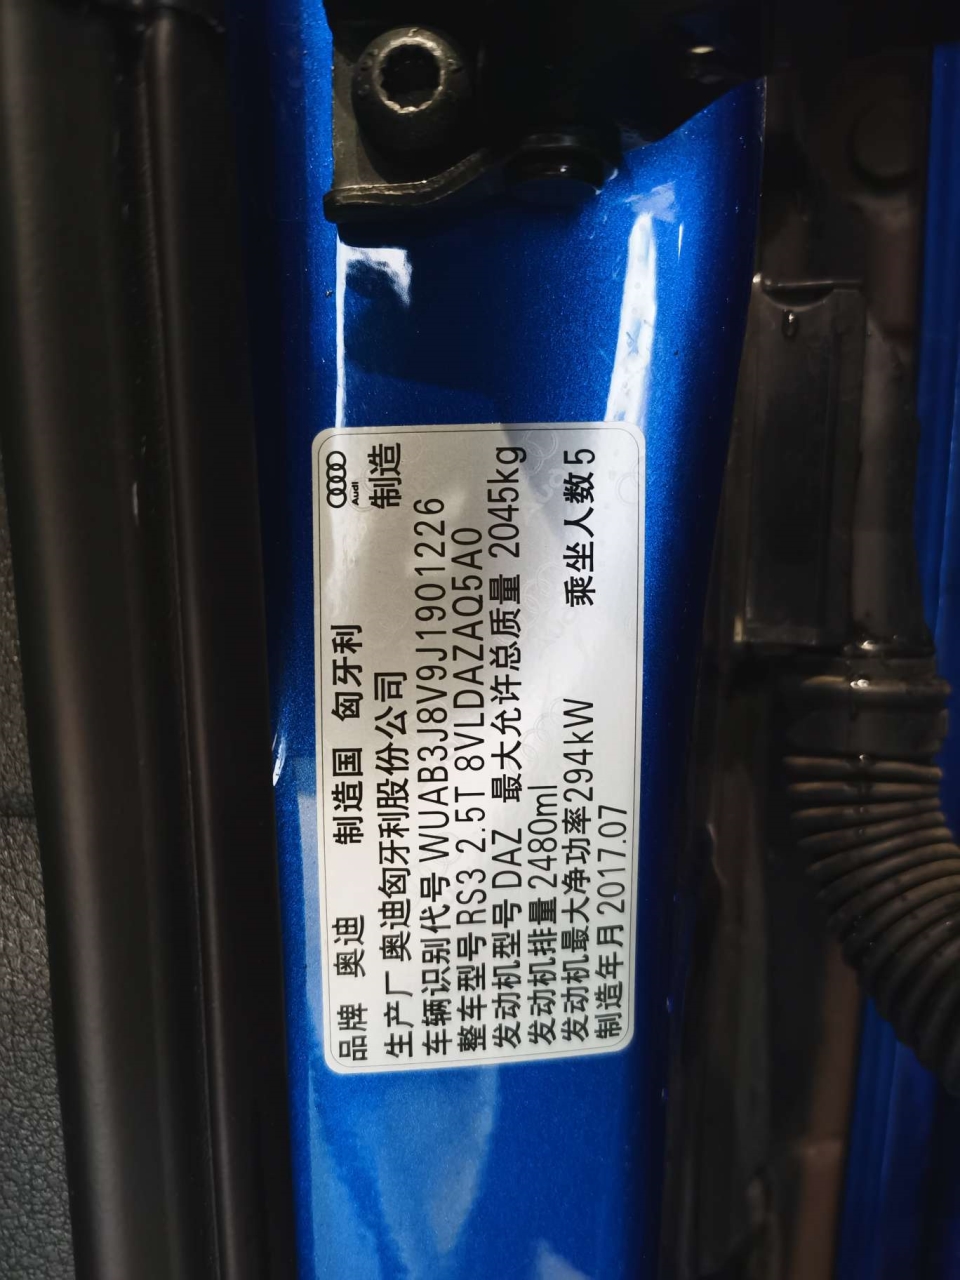 Audi
品牌 奥迪 制造国 匈牙利
生产厂 奥迪匈牙利股份公司 制造
车辆识别代号 WUAB3J8V9J1901226
整车型号 RS3 2.5T 8VLDAZAQ5A0
发动机型号 DAZ 最大允许总质量 2045kg
发动机排量 2480ml
发动机最大净功率 294kW 乘坐人数 5
制造年月 2017.07